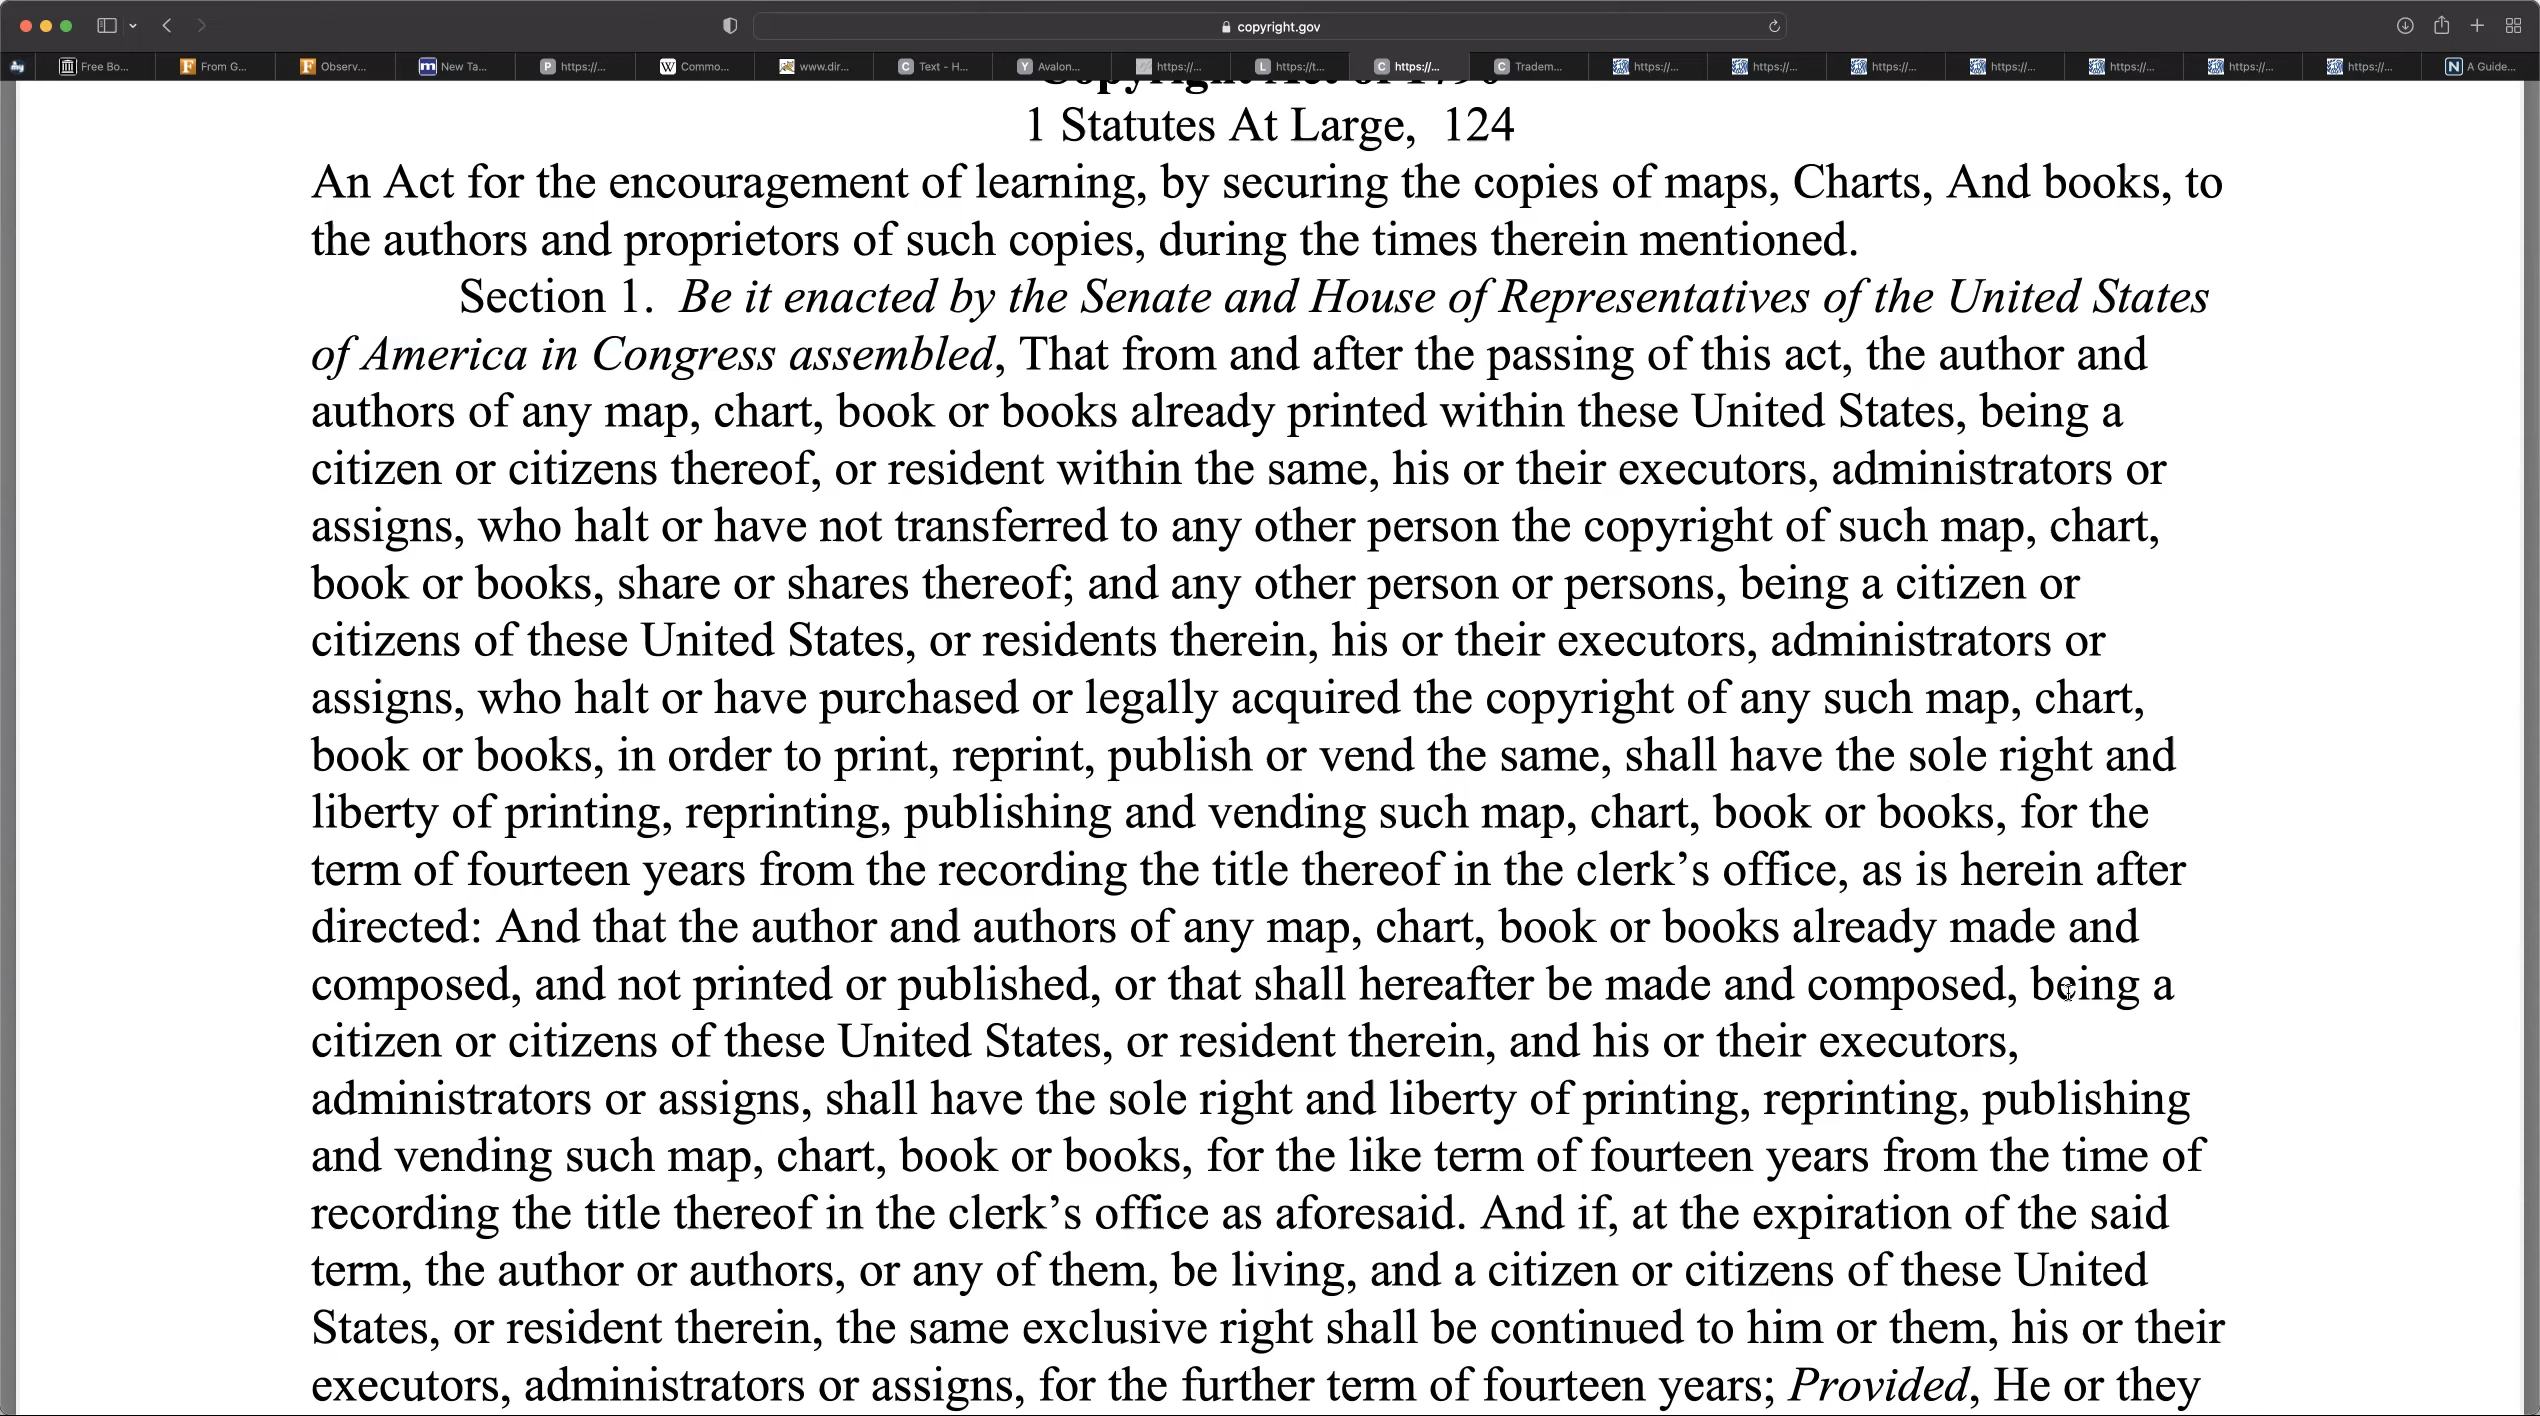 copyright.gov
Free Bo... From G... Observ... New Ta... https://... Commo... www.dir... Text - H... Avalon... https://... https://t... https://... Tradem... https://... https://... https://... https://... https://... https://... https://... A Guide...
Copyright Act of 1790
1 Statutes At Large, 124
An Act for the encouragement of learning, by securing the copies of maps, Charts, And books, to
the authors and proprietors of such copies, during the times therein mentioned.
Section 1. Be it enacted by the Senate and House of Representatives of the United States
of America in Congress assembled, That from and after the passing of this act, the author and
authors of any map, chart, book or books already printed within these United States, being a
citizen or citizens thereof, or resident within the same, his or their executors, administrators or
assigns, who halt or have not transferred to any other person the copyright of such map, chart,
book or books, share or shares thereof; and any other person or persons, being a citizen or
citizens of these United States, or residents therein, his or their executors, administrators or
assigns, who halt or have purchased or legally acquired the copyright of any such map, chart,
book or books, in order to print, reprint, publish or vend the same, shall have the sole right and
liberty of printing, reprinting, publishing and vending such map, chart, book or books, for the
term of fourteen years from the recording the title thereof in the clerk’s office, as is herein after
directed: And that the author and authors of any map, chart, book or books already made and
composed, and not printed or published, or that shall hereafter be made and composed, being a
citizen or citizens of these United States, or resident therein, and his or their executors,
administrators or assigns, shall have the sole right and liberty of printing, reprinting, publishing
and vending such map, chart, book or books, for the like term of fourteen years from the time of
recording the title thereof in the clerk’s office as aforesaid. And if, at the expiration of the said
term, the author or authors, or any of them, be living, and a citizen or citizens of these United
States, or resident therein, the same exclusive right shall be continued to him or them, his or their
executors, administrators or assigns, for the further term of fourteen years; Provided, He or they